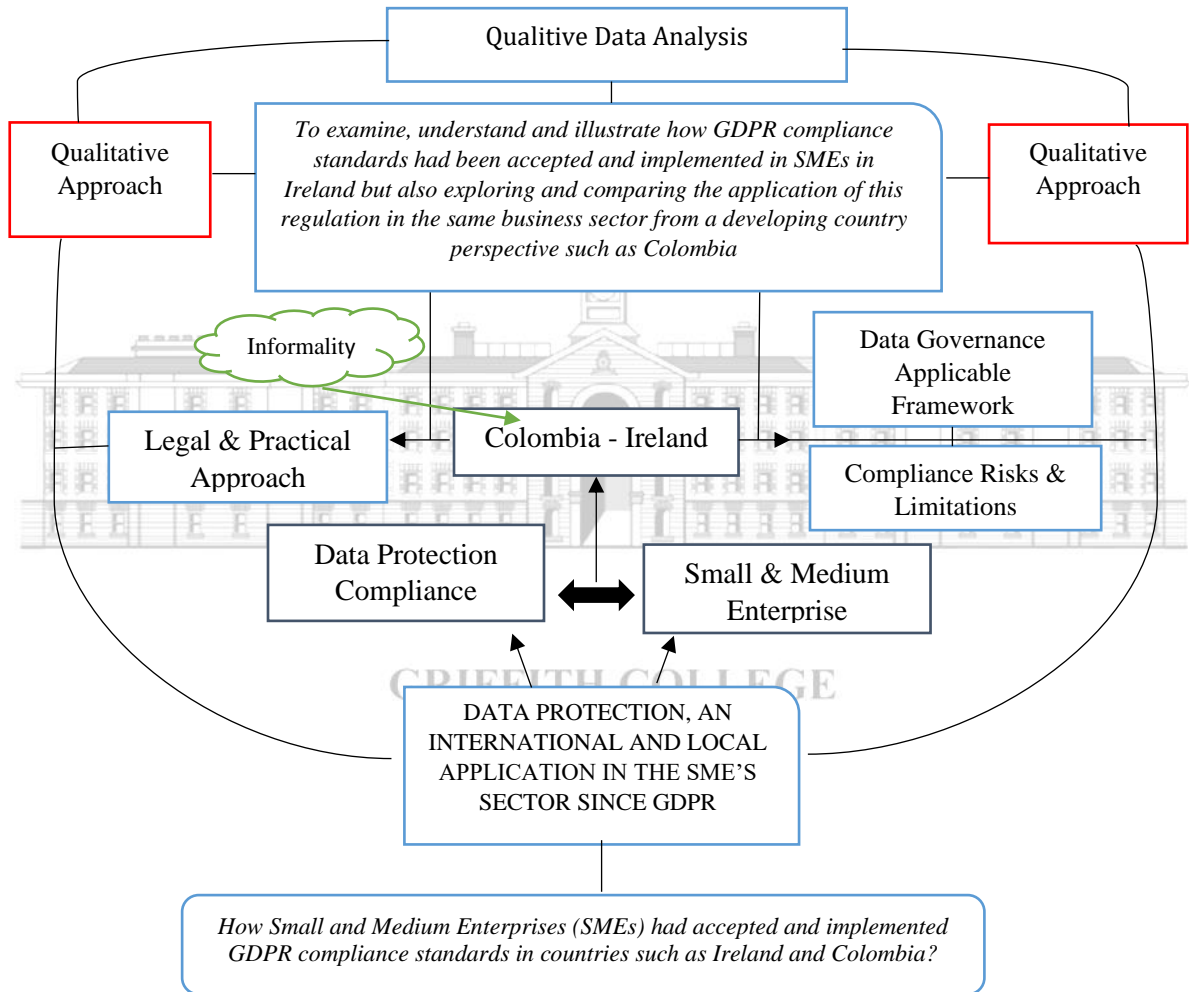 Qualitive Data Analysis
Qualitative
Approach
To examine, understand and illustrate how GDPR compliance
standards had been accepted and implemented in SMEs in
Ireland but also exploring and comparing the application of this
regulation in the same business sector from a developing country
perspective such as Colombia
Qualitative
Approach
Informality
Data Governance
Applicable
Framework
Legal & Practical
Approach
Colombia - Ireland
Compliance Risks &
Limitations
Data Protection
Compliance
Small & Medium
Enterprise
GRIFFITH COLLEGE
DATA PROTECTION, AN
INTERNATIONAL AND LOCAL
APPLICATION IN THE SME'S
SECTOR SINCE GDPR
How Small and Medium Enterprises (SMEs) had accepted and implemented
GDPR compliance standards in countries such as Ireland and Colombia?